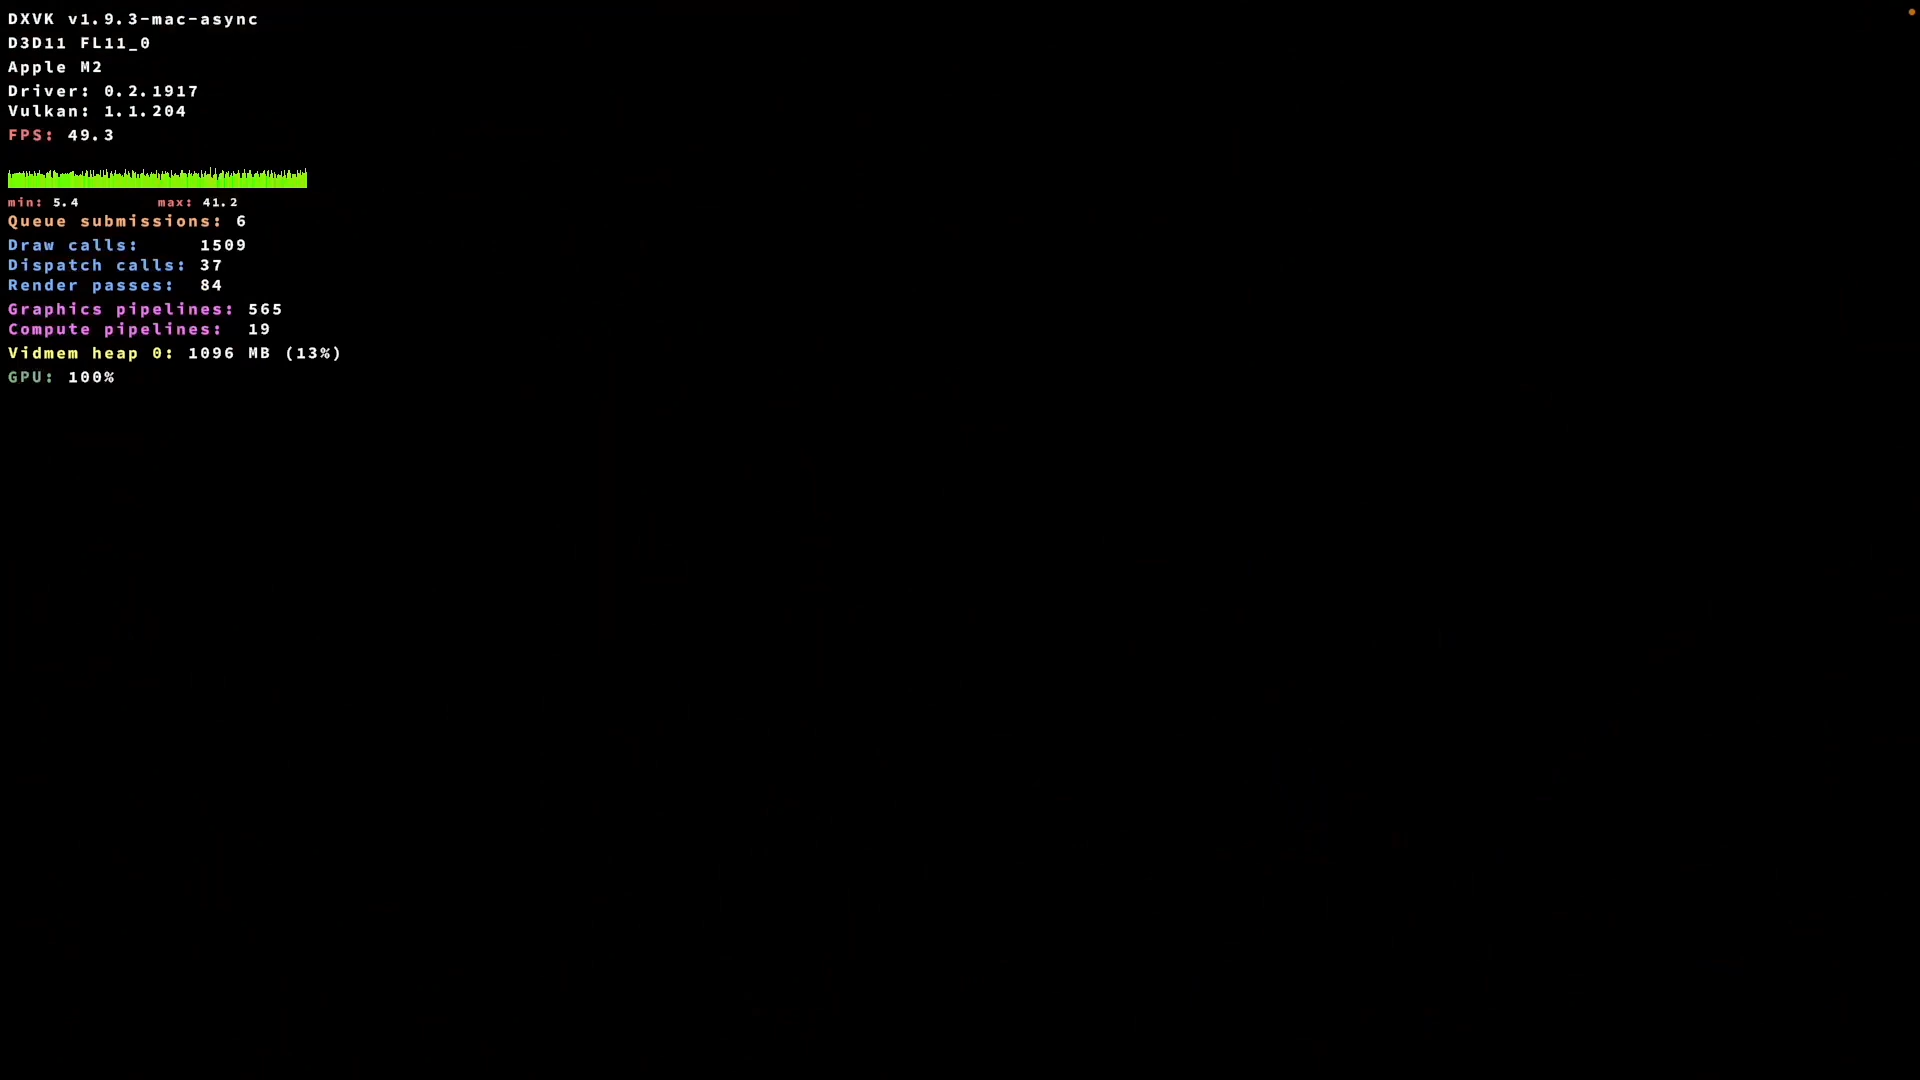 DXVK v1.9.3-mac-async
D3D11 FL11_0
Apple M2
Driver: 0.2.1917
Vulkan: 1.1.204
FPS: 49.3
min: 5.4 max: 41.2
Queue submissions: 6
Draw calls: 1509
Dispatch calls: 37
Render passes: 84
Graphics pipelines: 565
Compute pipelines: 19
Vidmem heap 0: 1096 MB (13%)
GPU: 100%